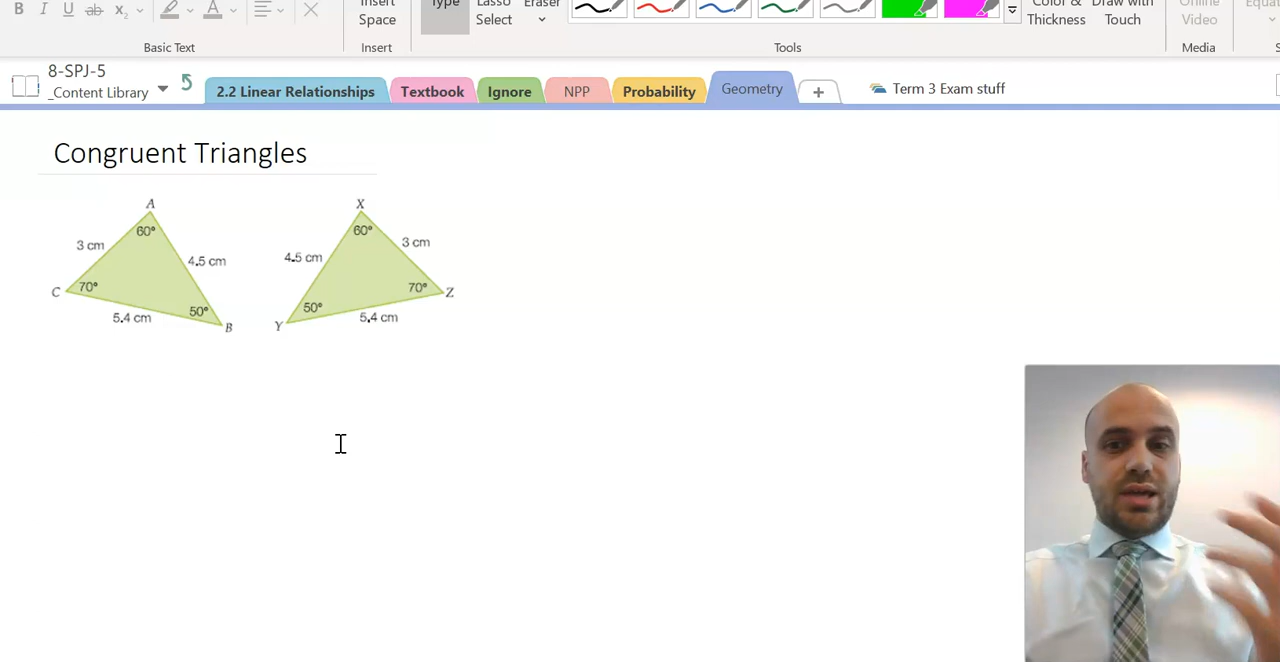 B I U ab x₂ A
Insert
Space
Type
Lasso
Select
Eraser
Color &
Thickness
Draw with
Touch
Online
Video
Basic Text
Insert
Tools
Media
8-SPJ-5
_Content Library
2.2 Linear Relationships
Textbook
Ignore
NPP
Probability
Geometry
+
Term 3 Exam stuff
Congruent Triangles
A
60°
3 cm
4.5 cm
C
70°
50°
5.4 cm
B
X
60°
3 cm
4.5 cm
70°
Z
50°
Y
5.4 cm